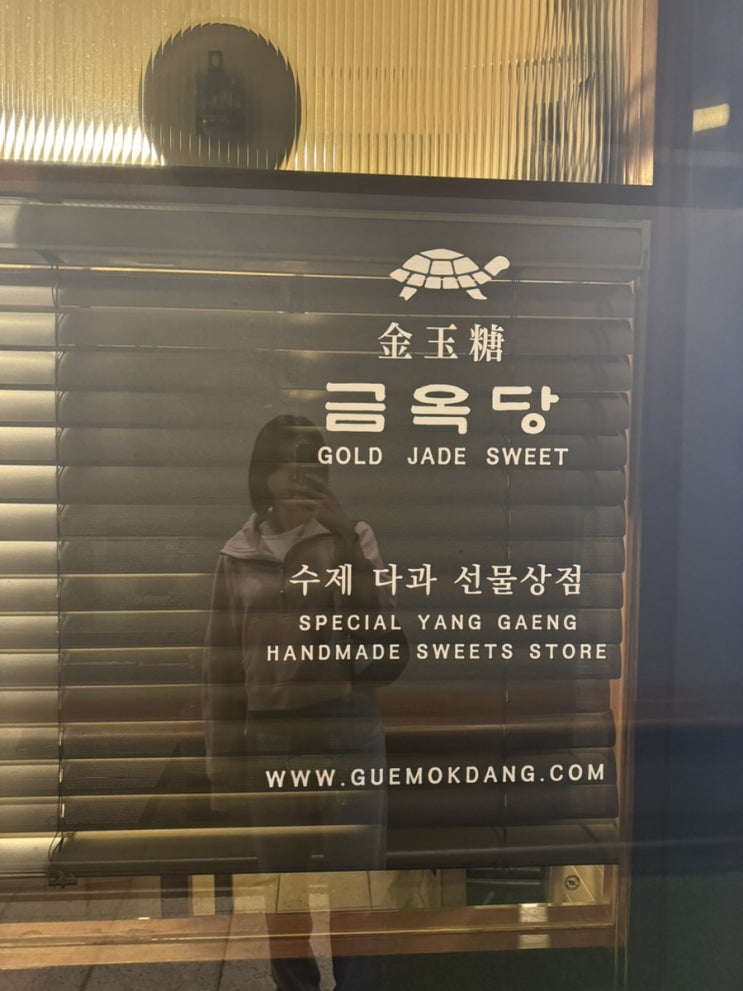 金玉糖
금옥당
GOLD JADE SWEET
수제 다과 선물상점
SPECIAL YANG GAENG
HANDMADE SWEETS STORE
WWW.GUEMOKDANG.COM